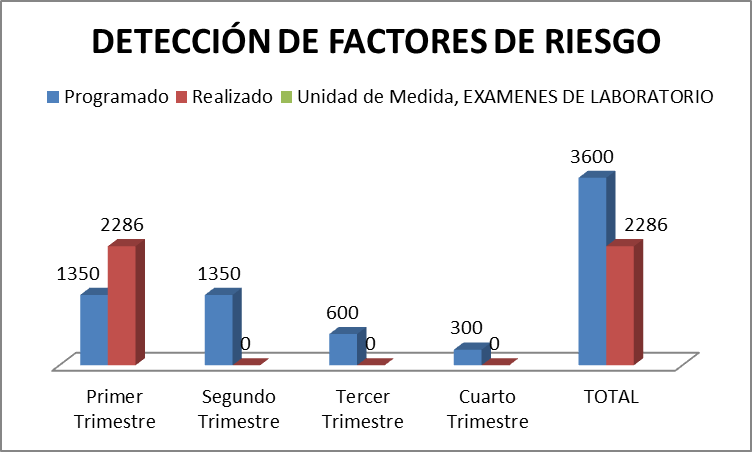 DETECCIÓN DE FACTORES DE RIESGO
Programado Realizado Unidad de Medida, EXAMENES DE LABORATORIO
3600
2286 2286
1350 1350
600
300
0 0 0
Primer Segundo Tercer Cuarto TOTAL
Trimestre Trimestre Trimestre Trimestre